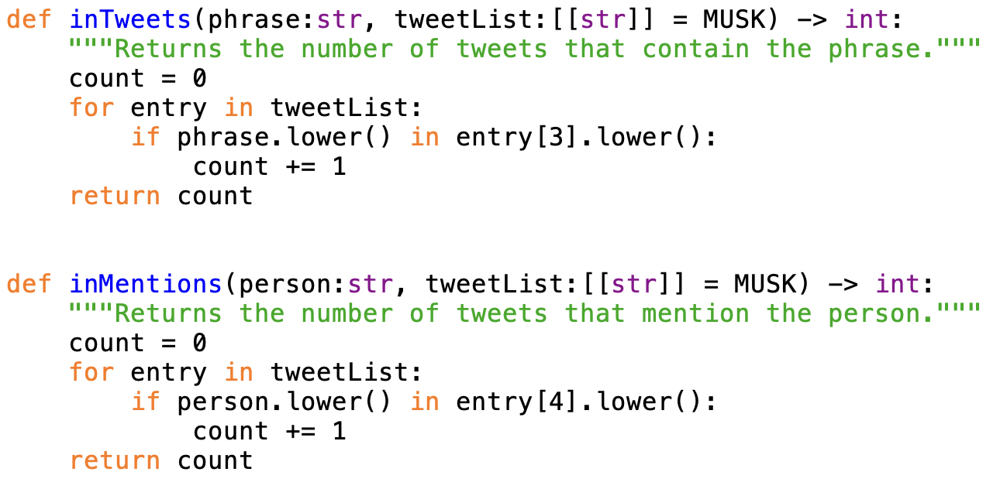 def inTweets(phrase:str, tweetList:[[str]] = MUSK) -> int:
    """Returns the number of tweets that contain the phrase."""
    count = 0
    for entry in tweetList:
        if phrase.lower() in entry[3].lower():
            count += 1
    return count
def inMentions(person:str, tweetList:[[str]] = MUSK) -> int:
    """Returns the number of tweets that mention the person."""
    count = 0
    for entry in tweetList:
        if person.lower() in entry[4].lower():
            count += 1
    return count